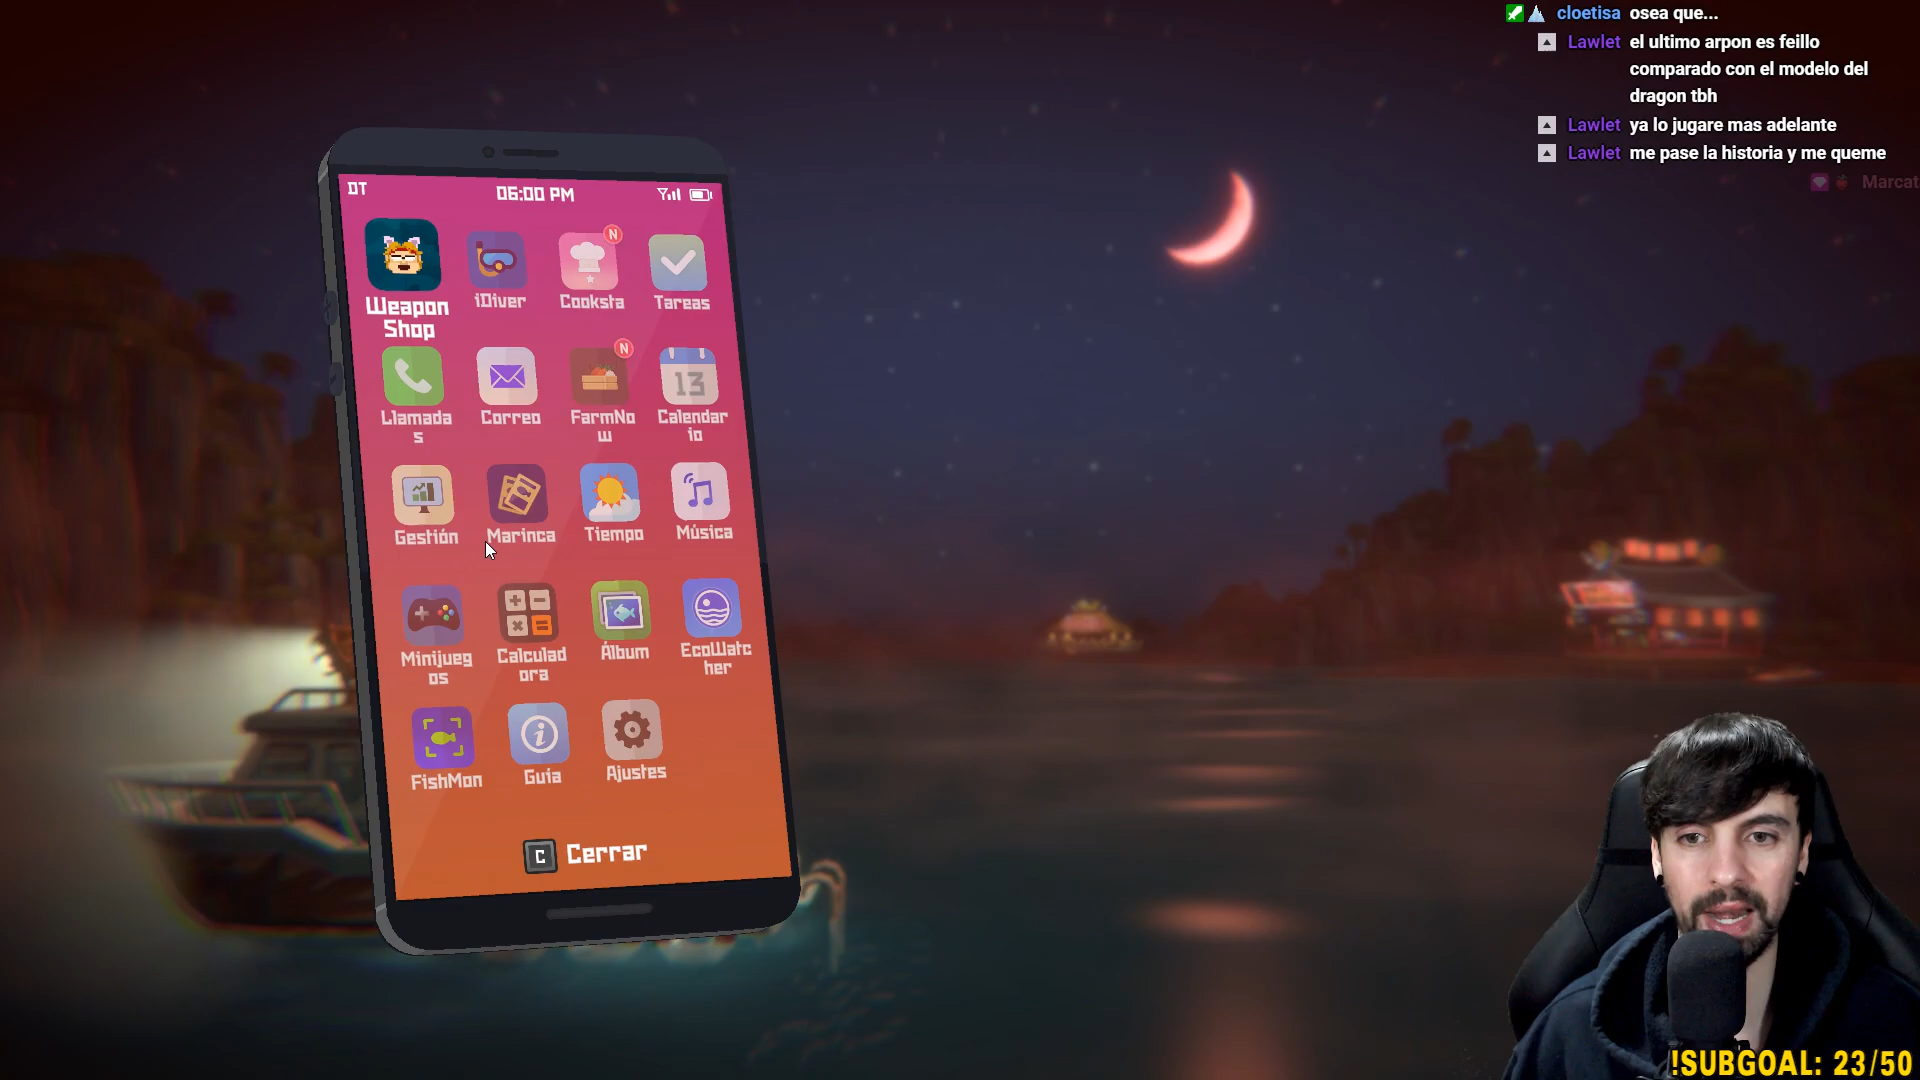 cloetisa osea que...
Lawlet el ultimo arpon es feillo
comparado con el modelo del
dragon tbh
Lawlet ya lo jugare mas adelante
Lawlet me pase la historia y me queme
Marcat
DT 06:00 PM
Weapon
Shop
iDiver
N
Cooksta
Tareas
Llamada
s
Correo
N
FarmNo
w
13
Calendar
io
Gestión
Marinca
Tiempo
Música
Minijueg
os
Calculad
ora
Álbum
EcoWatc
her
FishMon
Guía
Ajustes
C Cerrar
!SUBGOAL: 23/50